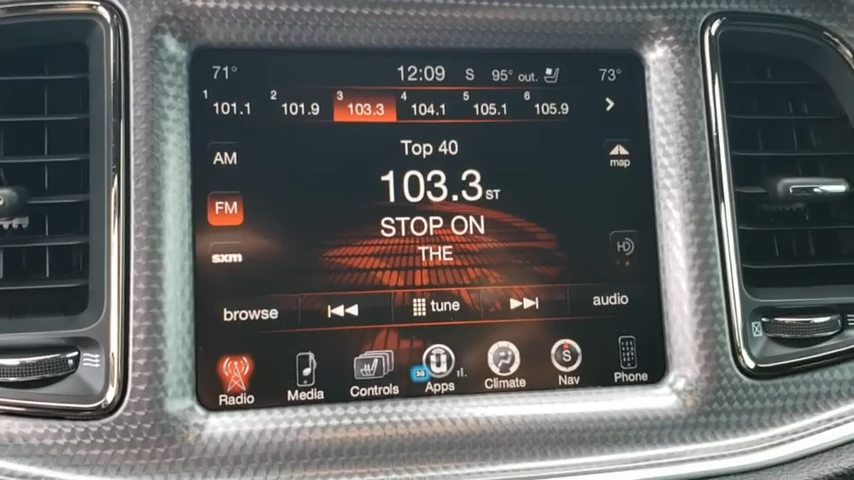 71° 12:09 S 95° out. 73°
1 101.1 2 101.9 3 103.3 4 104.1 5 105.1 6 105.9
Top 40
AM
map
103.3 ST
FM
STOP ON
THE
HD
sxm
browse tune audio
3G
S
Radio Media Controls Apps Climate Nav Phone